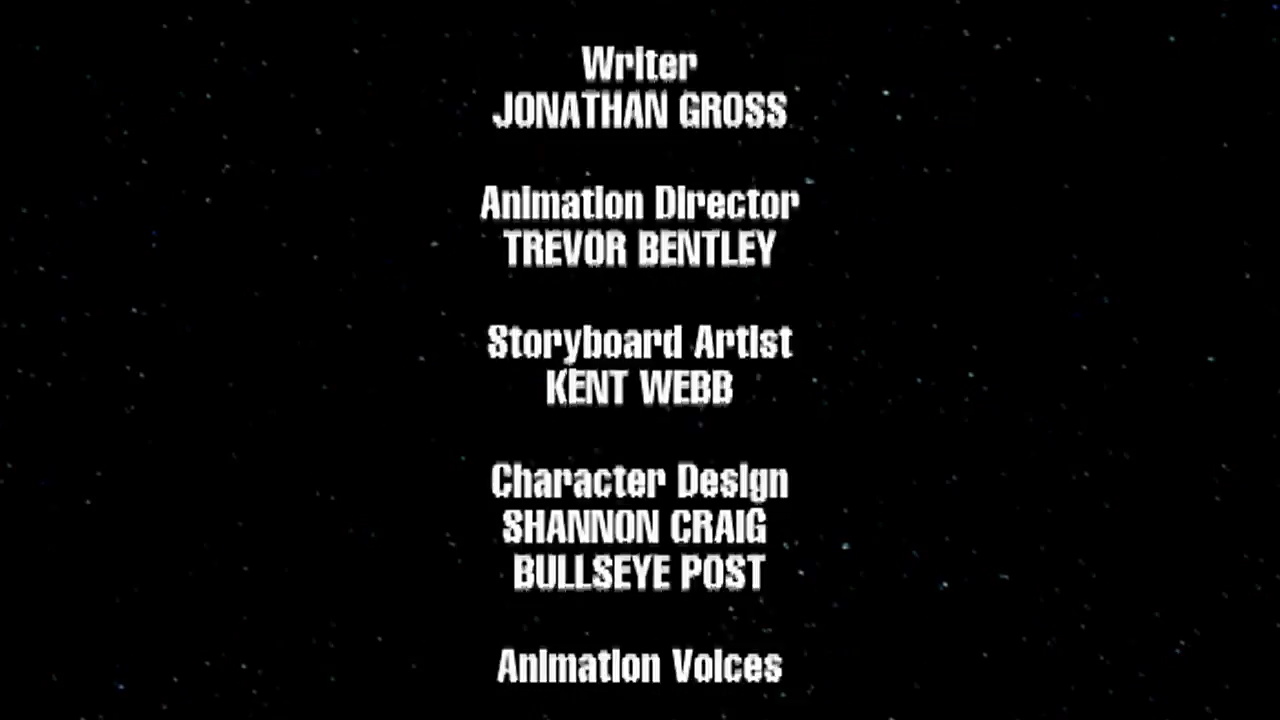 Writer
JONATHAN GROSS
Animation Director
TREVOR BENTLEY
Storyboard Artist
KENT WEBB
Character Design
SHANNON CRAIG
BULLSEYE POST
Animation Voices